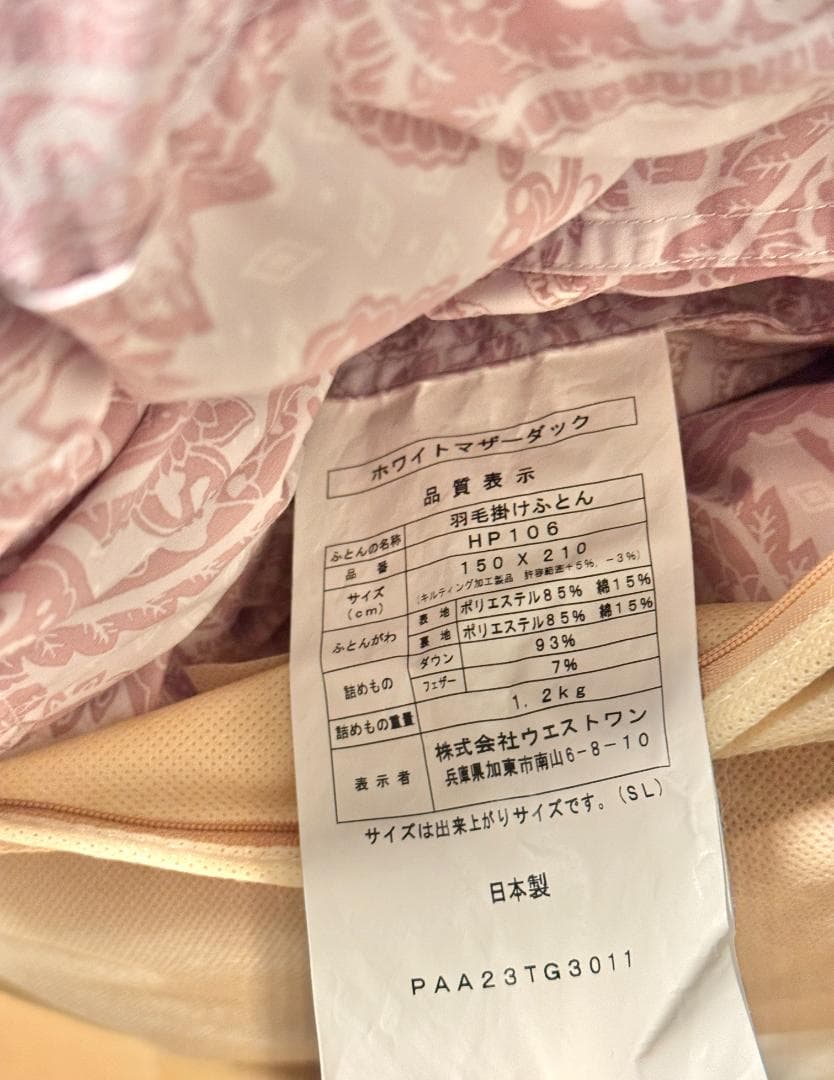 ホワイトマザーダック
品質表示
ふとんの名称 羽毛掛けふとん
品番 HP106
サイズ(cm) 150 X 210
(キルティング加工製品 許容範囲+5%, -3%)
ふとんがわ 表地 ポリエステル85% 綿15%
裏地 ポリエステル85% 綿15%
詰めもの ダウン 93%
フェザー 7%
詰めもの重量 1.2kg
表示者 株式会社ウエストワン
兵庫県加東市南山6-8-10
サイズは出来上がりサイズです。(SL)
日本製
PAA23TG3011